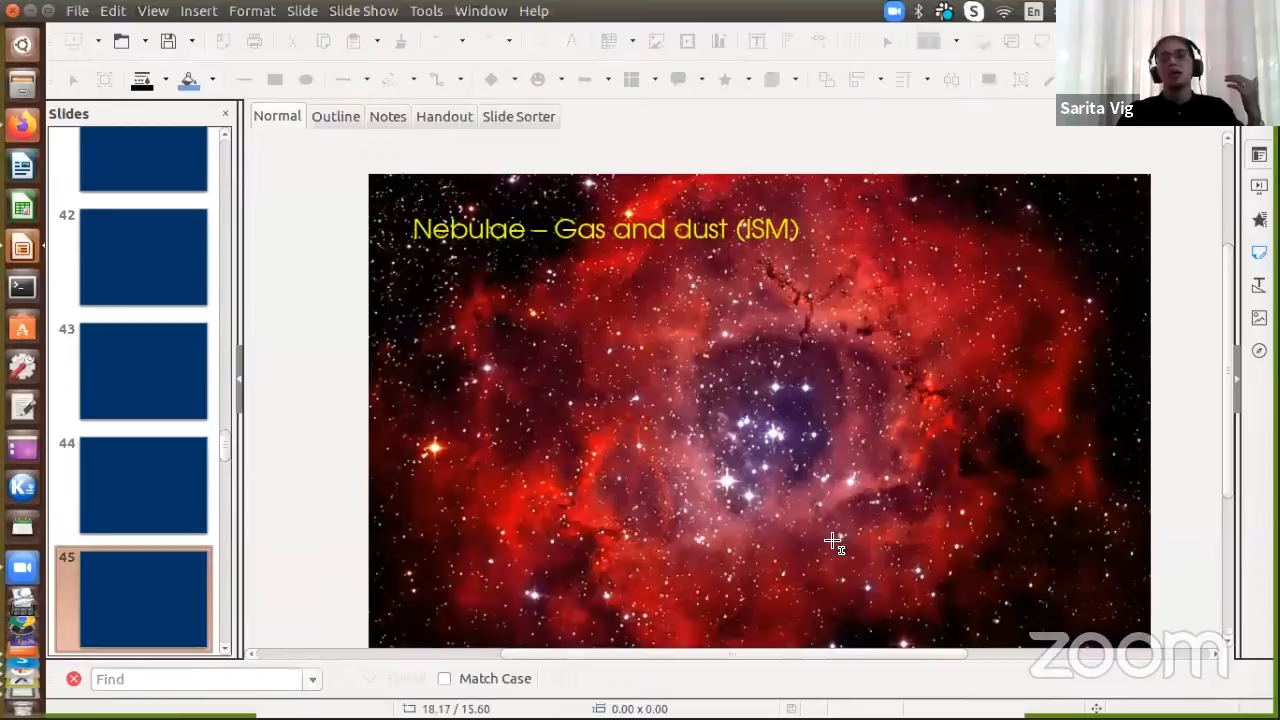 File Edit View Insert Format Slide Slide Show Tools Window Help
S
En
Slides
Normal Outline Notes Handout Slide Sorter
Sarita Vig
42
43
44
45
Nebulae – Gas and dust (ISM)
zoom
Find
Match Case
18.17 / 15.60
0.00 x 0.00